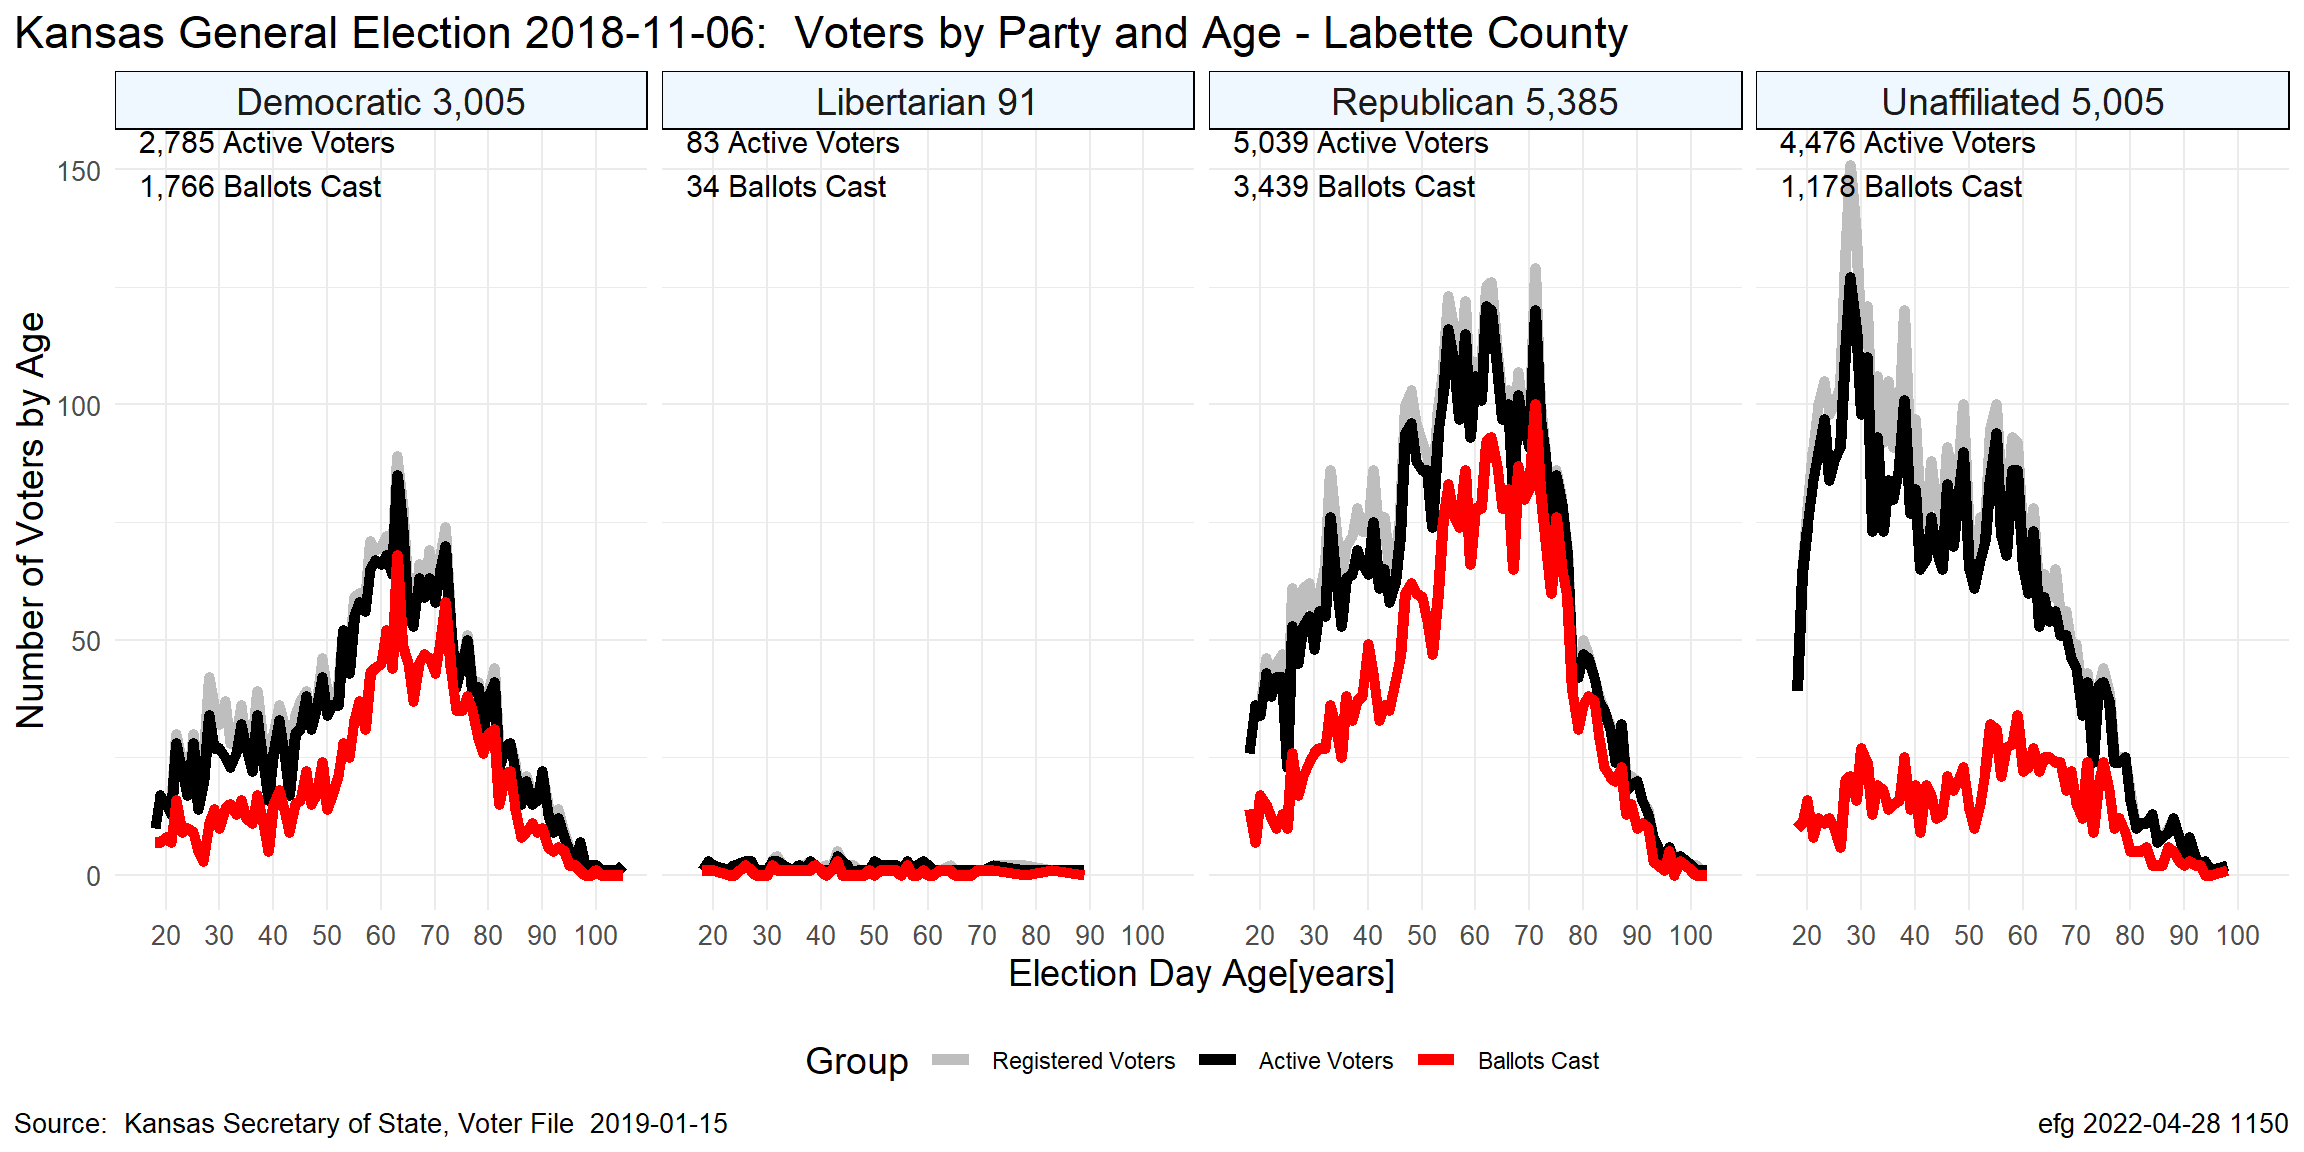 Kansas General Election 2018-11-06:  Voters by Party and Age - Labette County
Democratic 3,005
Libertarian 91
Republican 5,385
Unaffiliated 5,005
2,785 Active Voters
1,766 Ballots Cast
83 Active Voters
34 Ballots Cast
5,039 Active Voters
3,439 Ballots Cast
4,476 Active Voters
1,178 Ballots Cast
Number of Voters by Age
150
100
50
0
20 30 40 50 60 70 80 90 100
20 30 40 50 60 70 80 90 100
20 30 40 50 60 70 80 90 100
20 30 40 50 60 70 80 90 100
Election Day Age[years]
Group Registered Voters Active Voters Ballots Cast
Source:  Kansas Secretary of State, Voter File  2019-01-15
efg 2022-04-28 1150